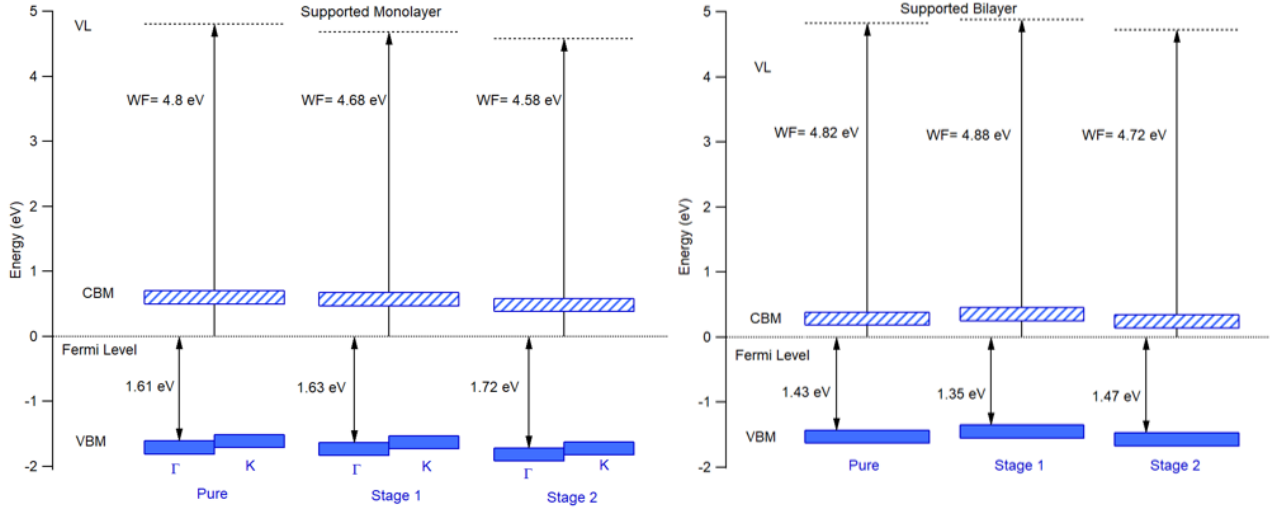 Supported Monolayer
5
4
3
2
1
0
-1
-2
Energy (eV)
VL
WF= 4.8 eV
WF= 4.68 eV
WF= 4.58 eV
CBM
Fermi Level
1.61 eV
1.63 eV
1.72 eV
VBM
Γ
K
Γ
K
Γ
K
Pure
Stage 1
Stage 2
Supported Bilayer
5
4
3
2
1
0
-1
-2
Energy (eV)
VL
WF= 4.82 eV
WF= 4.88 eV
WF= 4.72 eV
CBM
Fermi Level
1.43 eV
1.35 eV
1.47 eV
VBM
Pure
Stage 1
Stage 2